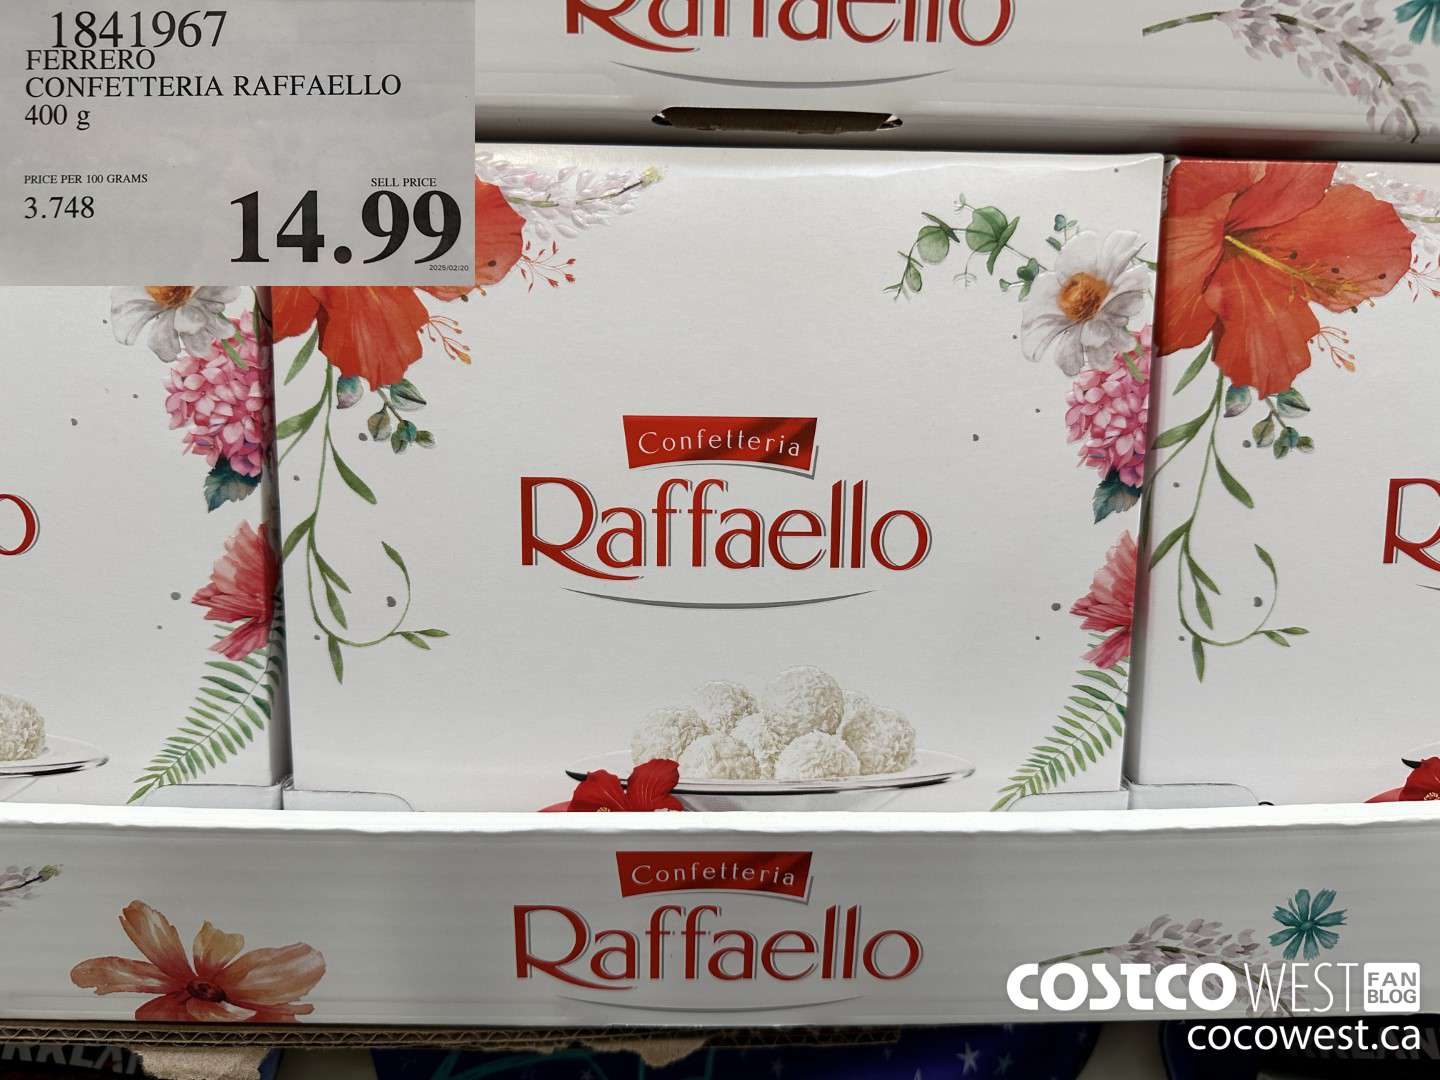 1841967
FERRERO
CONFETTERIA RAFFAELLO
400 g
PRICE PER 100 GRAMS
3.748
SELL PRICE
14.99
2025/02/20
Raffaello
Confetteria
Raffaello
Confetteria
Raffaello
COSTCO WEST FAN BLOG
cocowest.ca